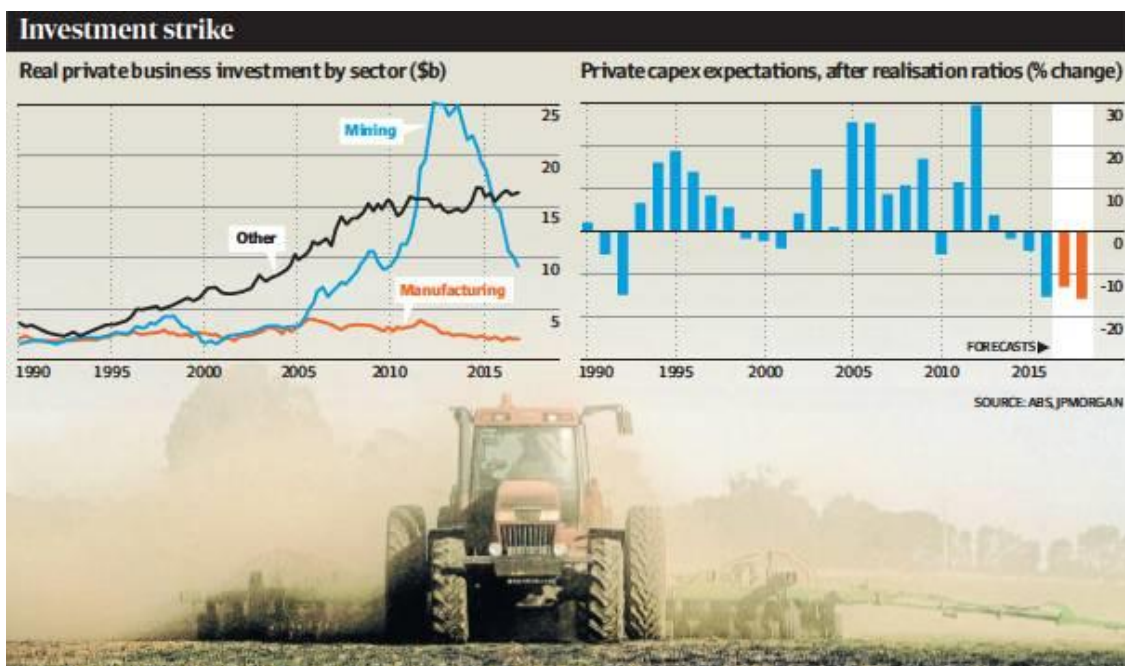 Investment strike
Real private business investment by sector ($b)
25
20
15
10
5
Mining
Other
Manufacturing
1990 1995 2000 2005 2010 2015
Private capex expectations, after realisation ratios (% change)
30
20
10
0
-10
-20
FORECASTS ▶
1990 1995 2000 2005 2010 2015
SOURCE: ABS, JPMORGAN